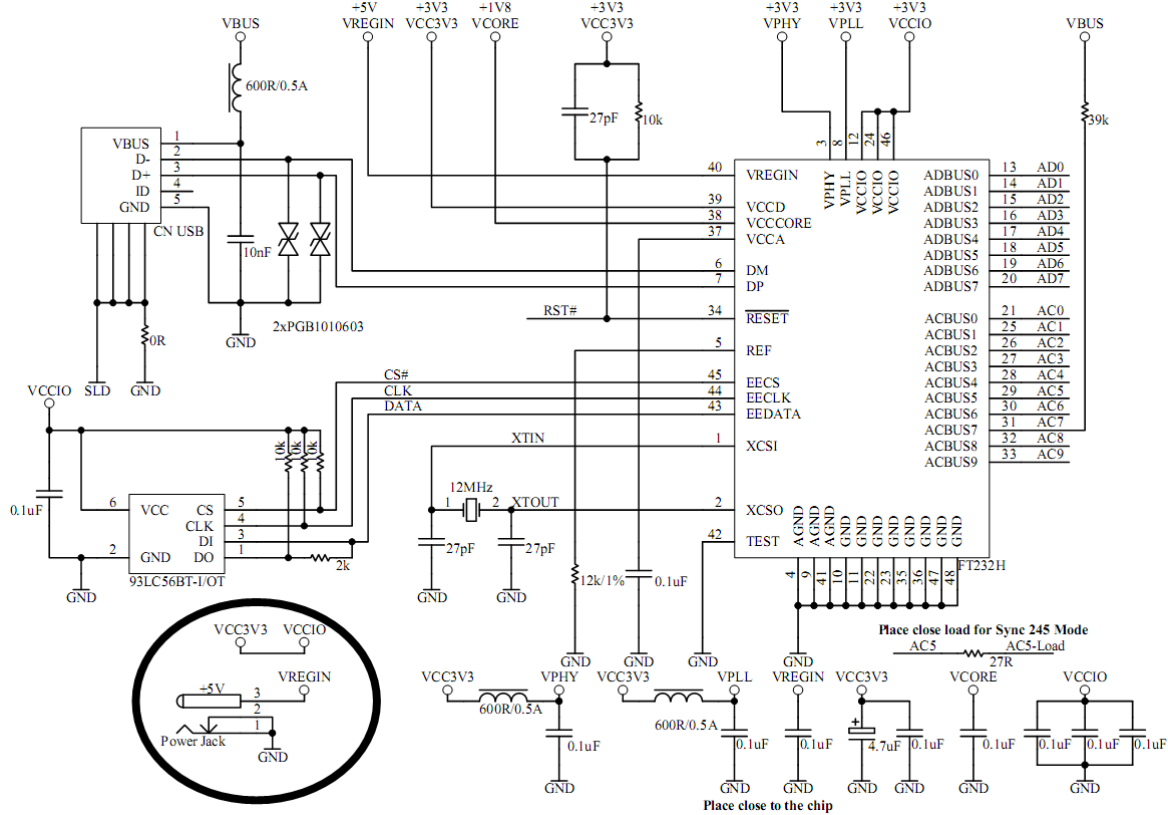 +5V
+3V3
+1V8
+3V3
+3V3
+3V3
+3V3
VBUS
VREGIN
VCC3V3
VCORE
VCC3V3
VPHY
VPLL
VCCIO
VBUS
600R/0.5A
27pF
10k
39k
3
8
12
24
46
VBUS
D-
D+
ID
GND
1
2
3
4
5
CN USB
10nF
2xPGB1010603
GND
0R
SLD
GND
40
VREGIN
39
VCCD
38
VCCCORE
37
VCCA
6
DM
7
DP
RST#
34
RESET
5
REF
CS#
45
EECS
CLK
44
EECLK
DATA
43
EEDATA
XTIN
1
XCSI
XTOUT
2
XCSO
42
TEST
VPHY
VPLL
VCCIO
VCCIO
VCCIO
ADBUS0 13 AD0
ADBUS1 14 AD1
ADBUS2 15 AD2
ADBUS3 16 AD3
ADBUS4 17 AD4
ADBUS5 18 AD5
ADBUS6 19 AD6
ADBUS7 20 AD7
ACBUS0 21 AC0
ACBUS1 25 AC1
ACBUS2 26 AC2
ACBUS3 27 AC3
ACBUS4 28 AC4
ACBUS5 29 AC5
ACBUS6 30 AC6
ACBUS7 31 AC7
ACBUS8 32 AC8
ACBUS9 33 AC9
AGND
AGND
AGND
GND
GND
GND
GND
GND
GND
GND
GND
4
9
41
10
11
22
23
35
36
47
48
FT232H
GND
VCCIO
0.1uF
10k
10k
10k
6
VCC
CS
5
CLK
4
DI
3
2
GND
DO
1
2k
93LC56BT-I/OT
GND
12MHz
1
2
27pF
27pF
GND
GND
12k/1%
0.1uF
GND
GND
GND
VCC3V3
VCCIO
VREGIN
+5V
3
2
1
Power Jack
GND
Place close load for Sync 245 Mode
AC5
AC5-Load
27R
VCC3V3
VPHY
600R/0.5A
0.1uF
GND
VCC3V3
VPLL
600R/0.5A
0.1uF
GND
VREGIN
0.1uF
GND
VCC3V3
+
4.7uF
0.1uF
GND
GND
VCORE
0.1uF
GND
VCCIO
0.1uF
0.1uF
0.1uF
GND
Place close to the chip